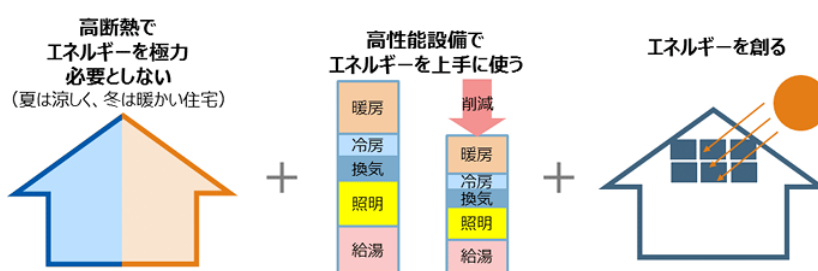 高断熱で
エネルギーを極力
必要としない
（夏は涼しく、冬は暖かい住宅）
高性能設備で
エネルギーを上手に使う
暖房
冷房
換気
照明
給湯
削減
暖房
冷房
換気
照明
給湯
エネルギーを創る